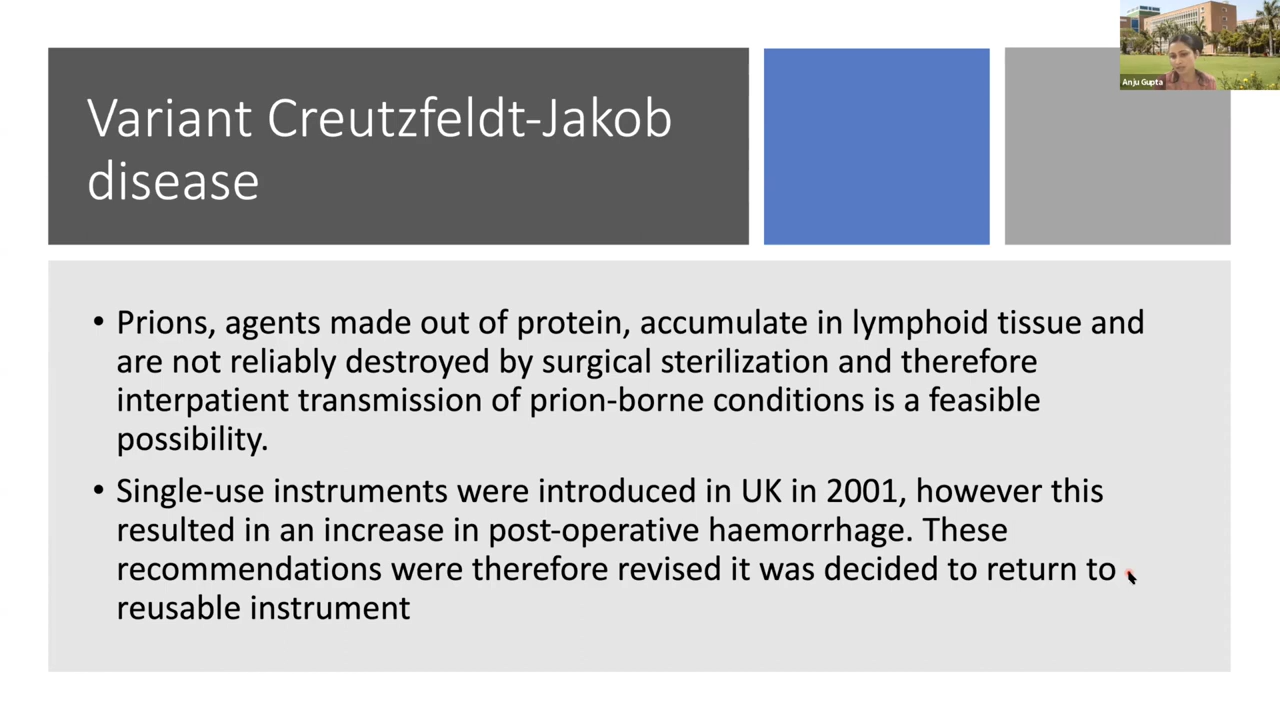 Anju Gupta
Variant Creutzfeldt-Jakob
disease
• Prions, agents made out of protein, accumulate in lymphoid tissue and
are not reliably destroyed by surgical sterilization and therefore
interpatient transmission of prion-borne conditions is a feasible
possibility.
• Single-use instruments were introduced in UK in 2001, however this
resulted in an increase in post-operative haemorrhage. These
recommendations were therefore revised it was decided to return to
reusable instrument